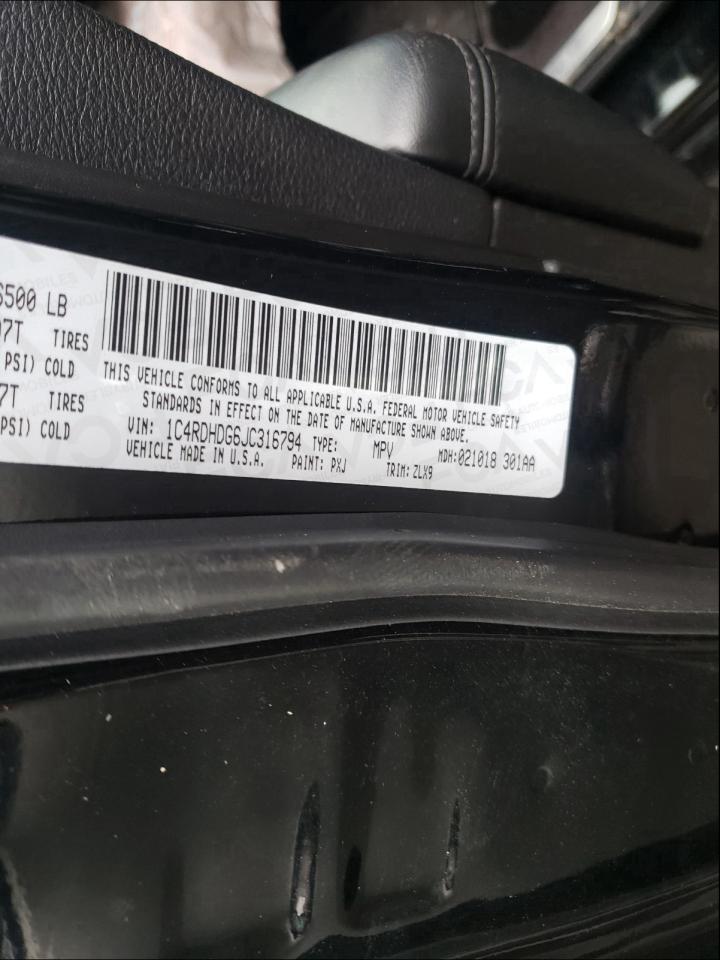 6500 LB
TIRES
PSI) COLD
7T TIRES
PSI) COLD
THIS VEHICLE CONFORMS TO ALL APPLICABLE U.S.A. FEDERAL MOTOR VEHICLE SAFETY
STANDARDS IN EFFECT ON THE DATE OF MANUFACTURE SHOWN ABOVE.
VIN: 1C4RDHDG6JC316794 TYPE: MPV MDH:021018 301AA
VEHICLE MADE IN U.S.A. PAINT: PXJ TRIM: ZLX9